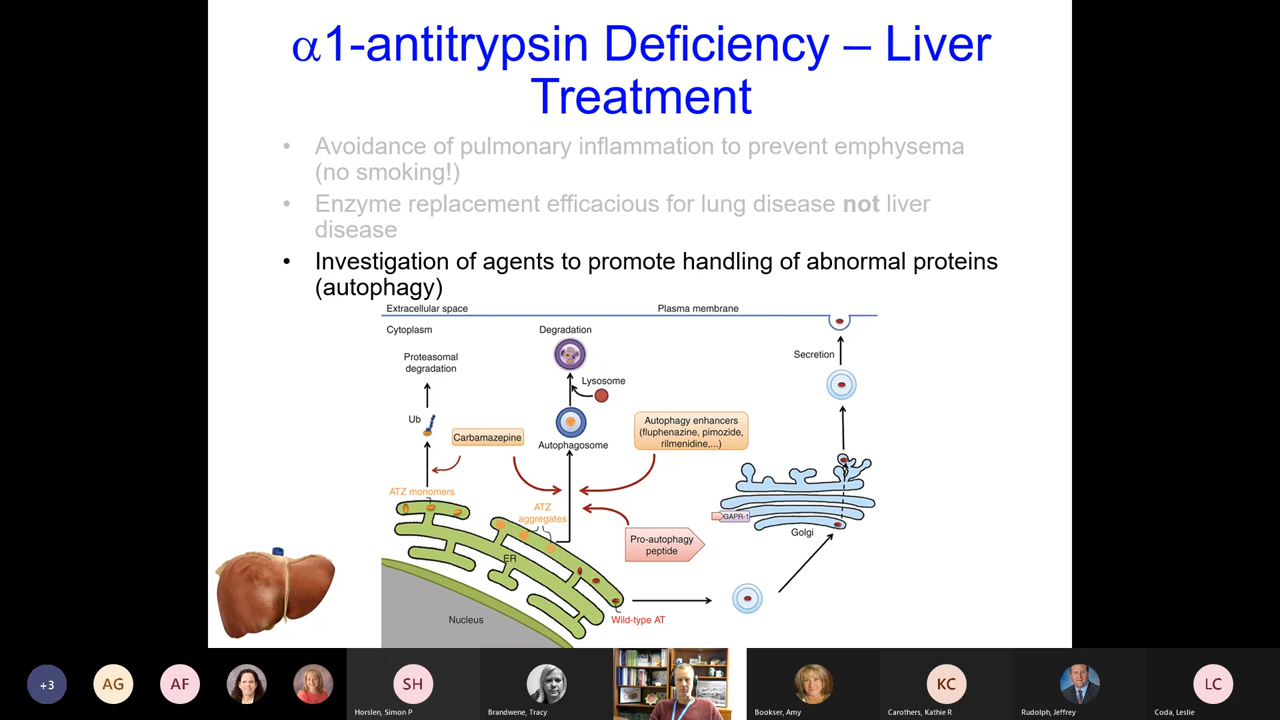 α1-antitrypsin Deficiency – Liver
Treatment
• Avoidance of pulmonary inflammation to prevent emphysema
(no smoking!)
• Enzyme replacement efficacious for lung disease not liver
disease
• Investigation of agents to promote handling of abnormal proteins
(autophagy)
Extracellular space
Plasma membrane
Cytoplasm
Degradation
Proteasomal
degradation
Secretion
Lysosome
Ub
Carbamazepine
Autophagosome
Autophagy enhancers
(fluphenazine, pimozide,
rilmenidine,...)
ATZ monomers
ATZ
aggregates
GAPR-1
Golgi
Pro-autophagy
peptide
ER
Nucleus
Wild-type AT
+3
AG
AF
SH
KC
LC
Horslen, Simon P
Brandwene, Tracy
Bookser, Amy
Carothers, Kathie R
Rudolph, Jeffrey
Coda, Leslie